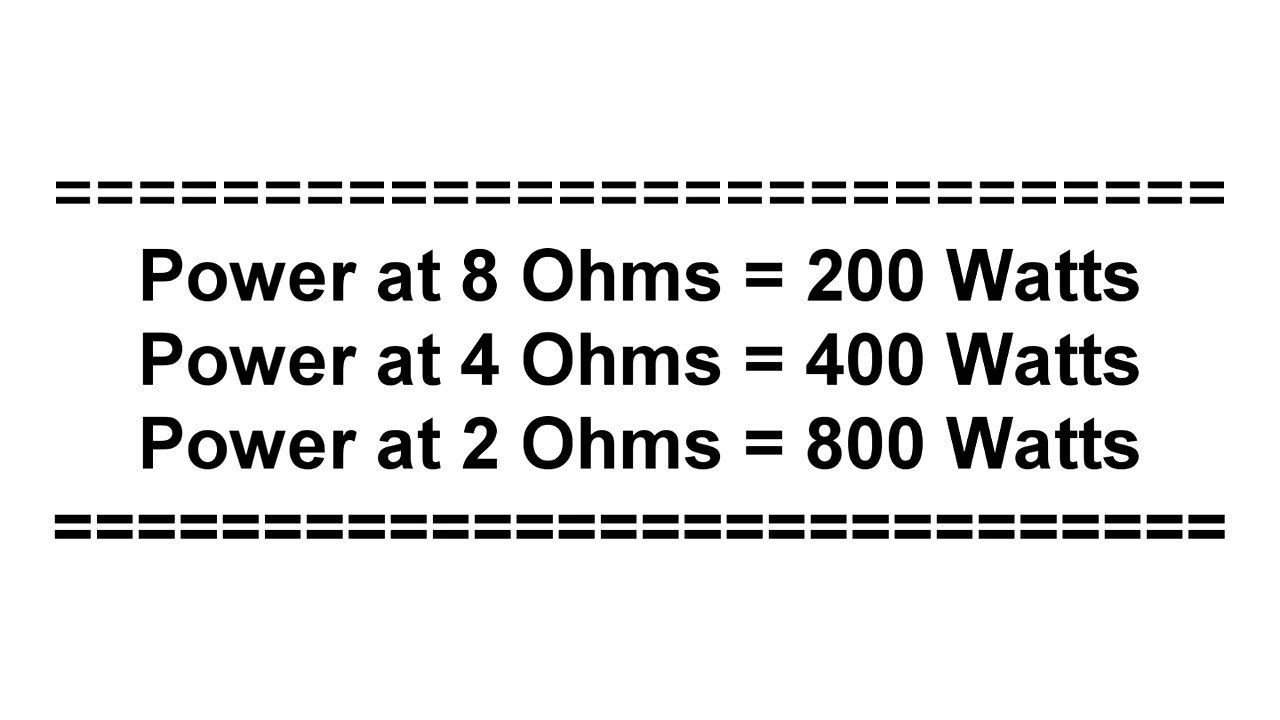 ============================
Power at 8 Ohms = 200 Watts
Power at 4 Ohms = 400 Watts
Power at 2 Ohms = 800 Watts
============================